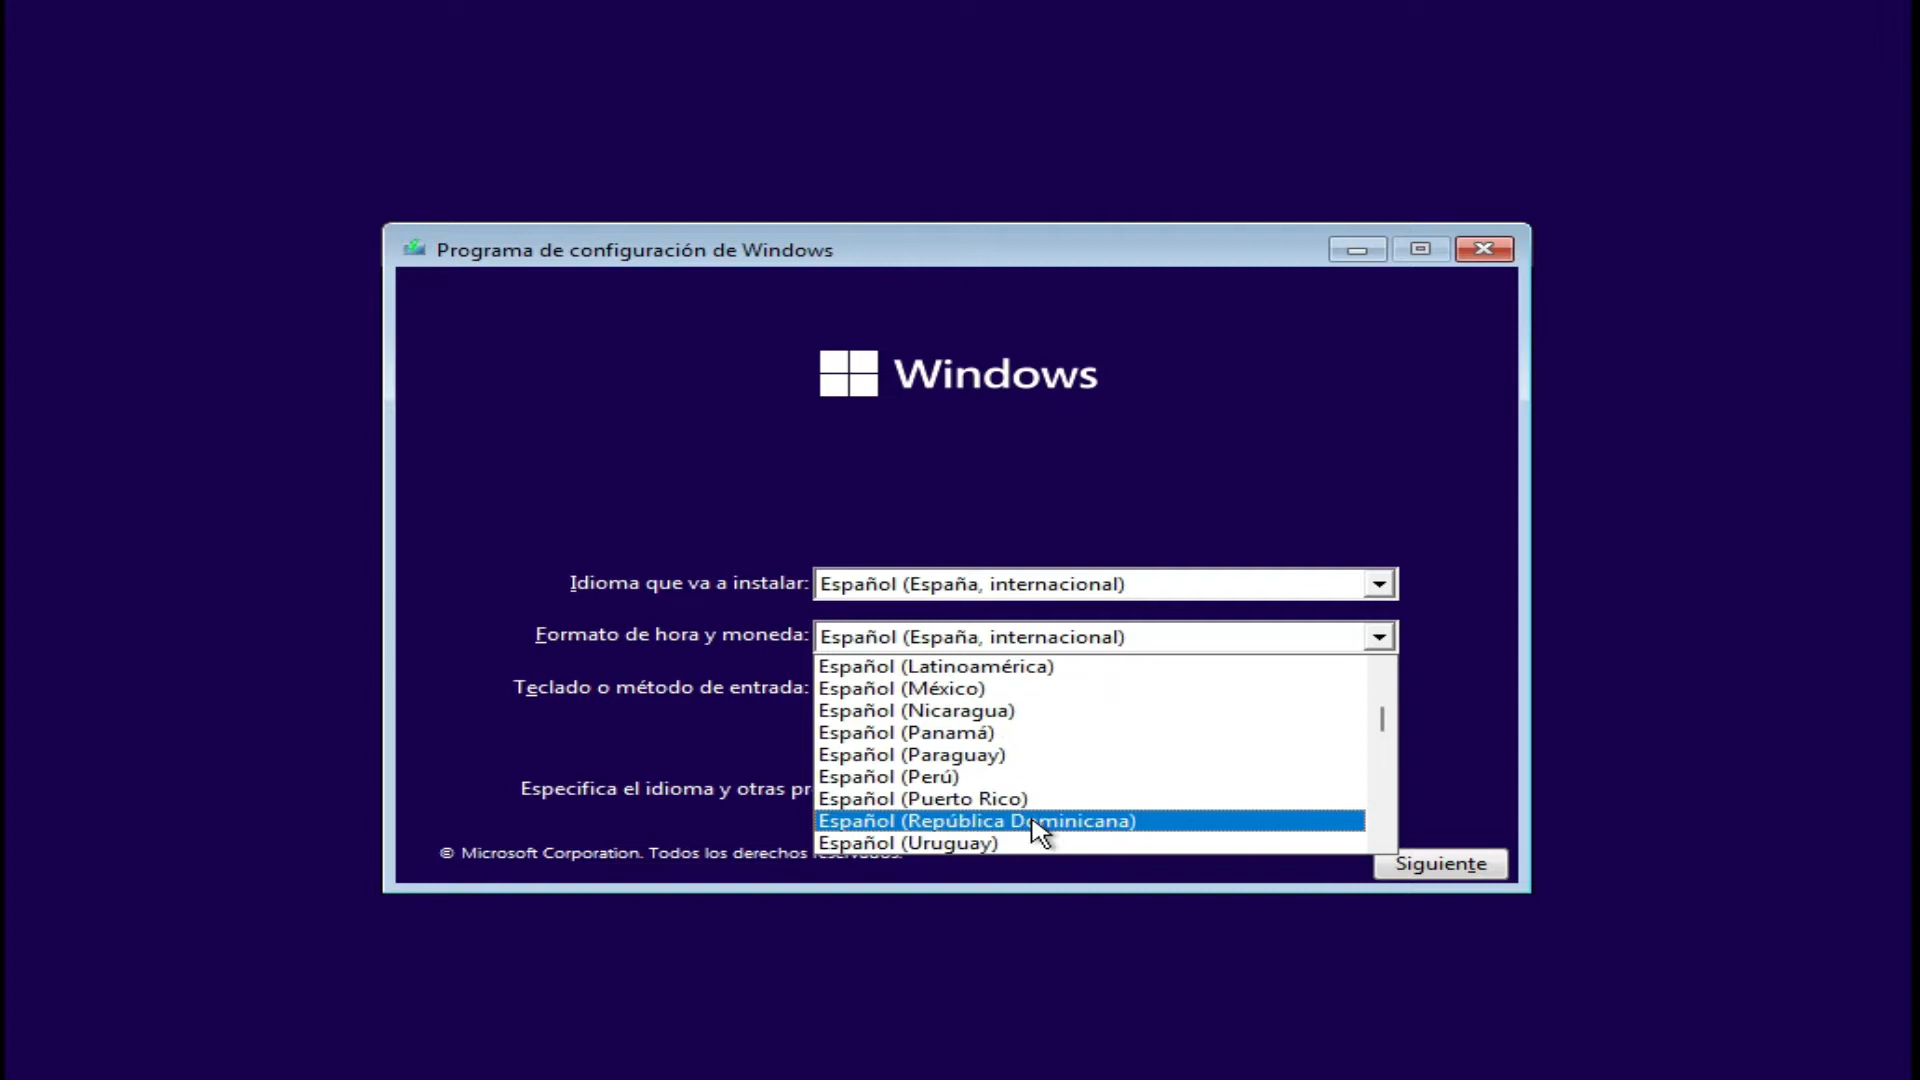 Programa de configuración de Windows
Windows
Idioma que va a instalar: Español (España, internacional)
Formato de hora y moneda: Español (España, internacional)
Español (Latinoamérica)
Teclado o método de entrada: Español (México)
Español (Nicaragua)
Español (Panamá)
Español (Paraguay)
Español (Perú)
Especifica el idioma y otras pr
Español (Puerto Rico)
Español (República Dominicana)
Español (Uruguay)
© Microsoft Corporation. Todos los derechos reservados.
Siguiente